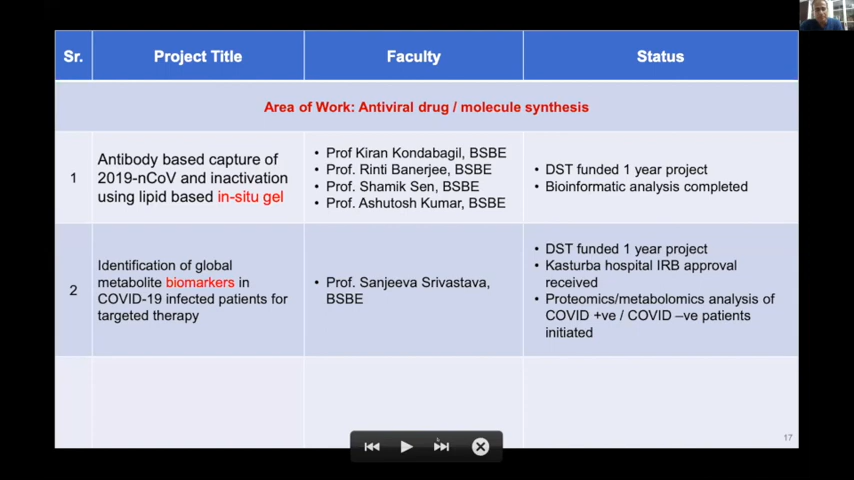 Sr.
Project Title
Faculty
Status
Area of Work: Antiviral drug / molecule synthesis
1
Antibody based capture of
2019-nCoV and inactivation
using lipid based in-situ gel
• Prof Kiran Kondabagil, BSBE
• Prof. Rinti Banerjee, BSBE
• Prof. Shamik Sen, BSBE
• Prof. Ashutosh Kumar, BSBE
• DST funded 1 year project
• Bioinformatic analysis completed
2
Identification of global
metabolite biomarkers in
COVID-19 infected patients for
targeted therapy
• Prof. Sanjeeva Srivastava,
BSBE
• DST funded 1 year project
• Kasturba hospital IRB approval
received
• Proteomics/metabolomics analysis of
COVID +ve / COVID –ve patients
initiated
17